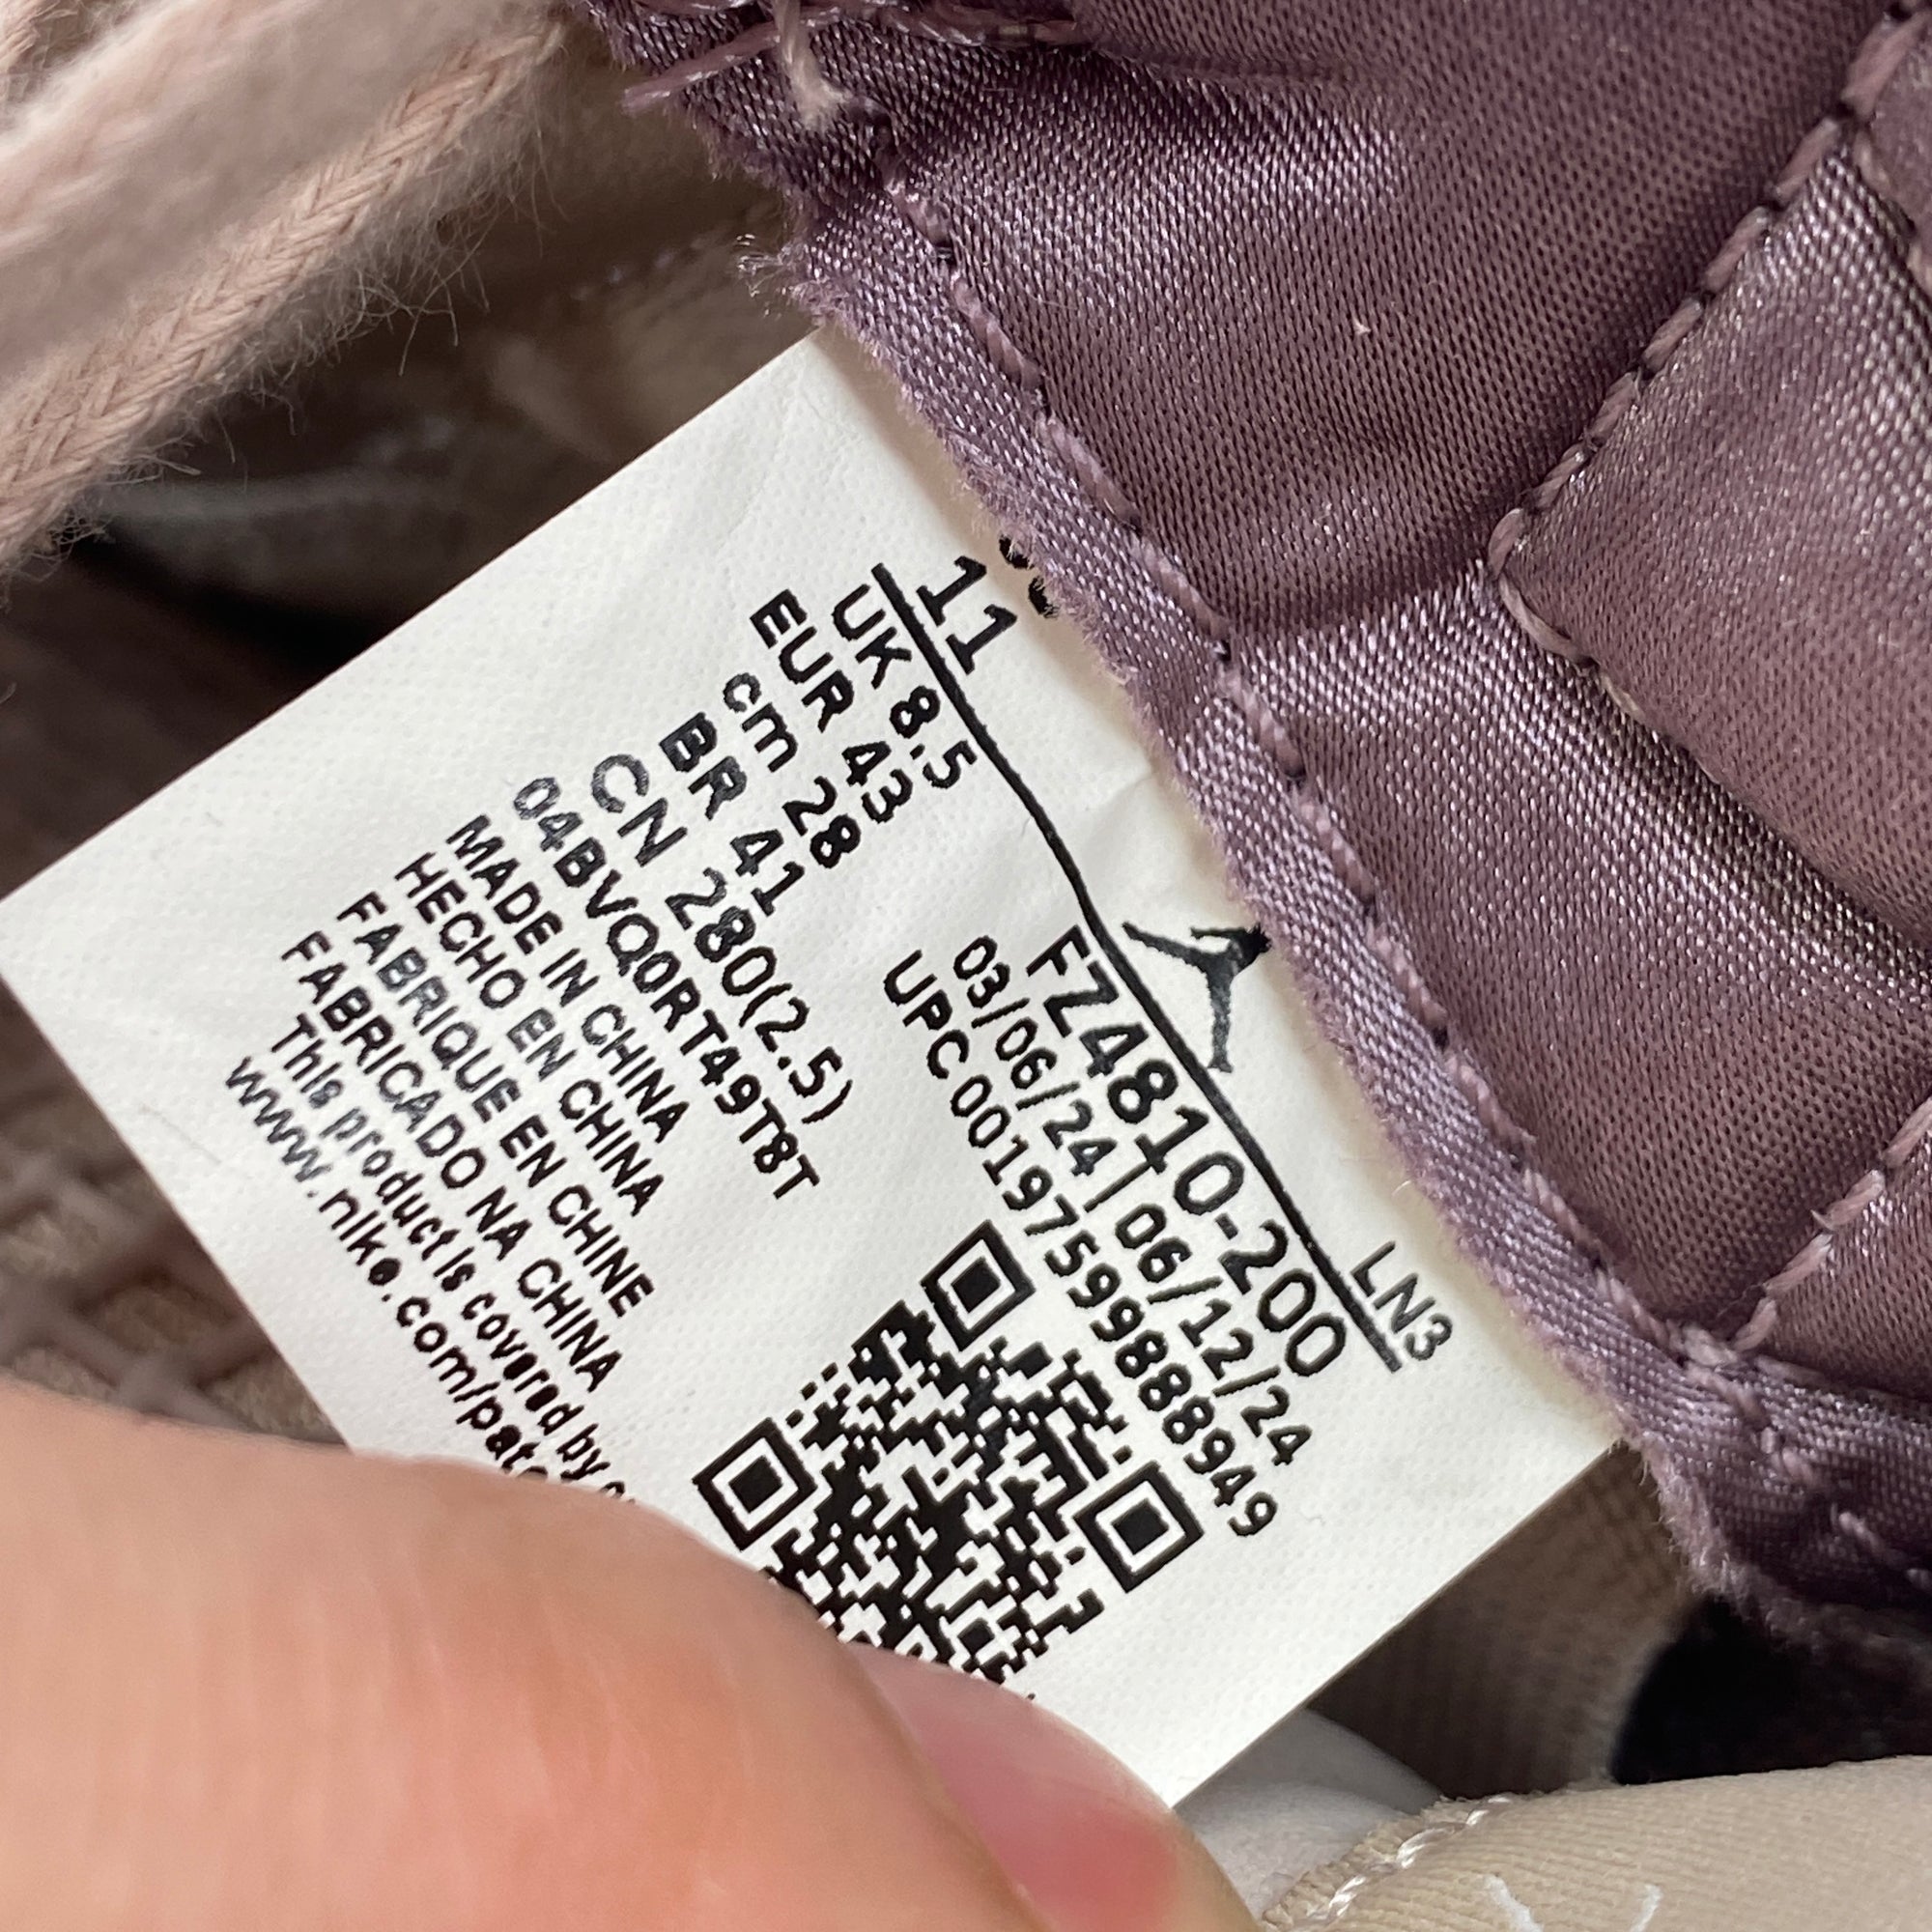 11
LN3
UK 8.5
EUR 43
cm 28
BR 41
CN 280(2.5)
04BVQ0RT49T8T
MADE IN CHINA
HECHO EN CHINA
FABRIQUE EN CHINE
FABRICADO NA CHINA
This product is covered by
www.nike.com/pat
FZ4810-200
03/06/24 | 06/12/24
UPC 00197599888949